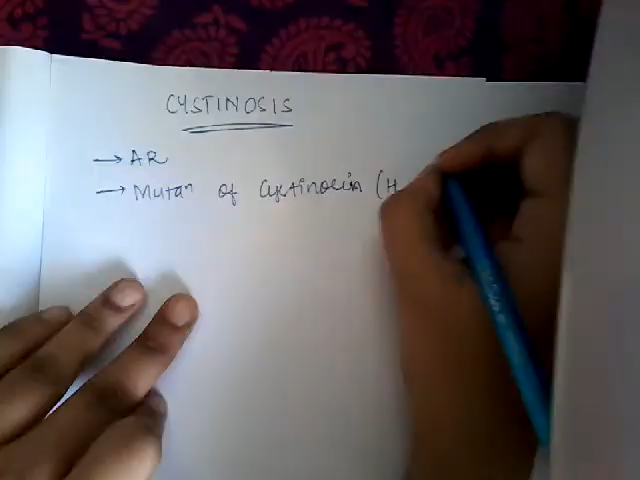 CYSTINOSIS
→ AR
→ Mutaⁿ of Cystinosin (H